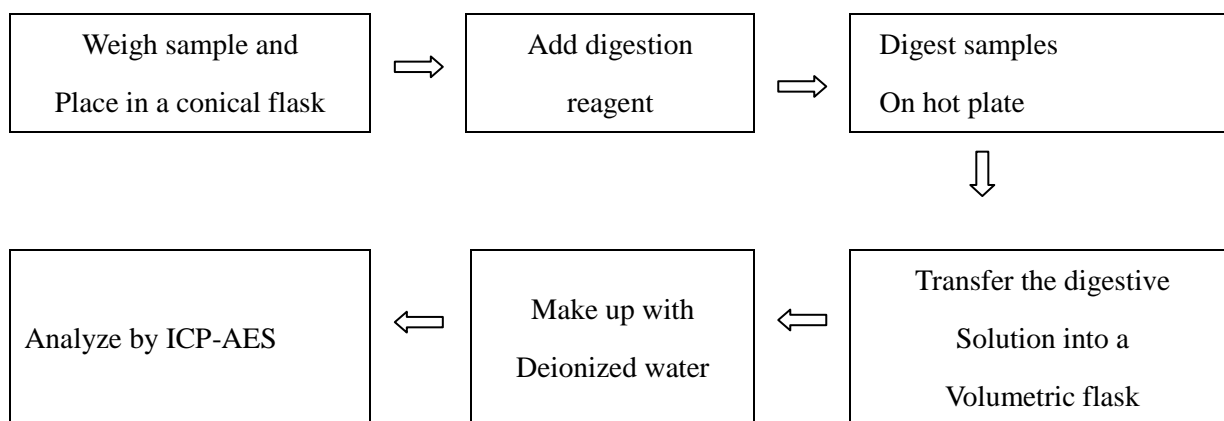 Weigh sample and
Place in a conical flask
Add digestion
reagent
Digest samples
On hot plate
Transfer the digestive
Solution into a
Volumetric flask
Make up with
Deionized water
Analyze by ICP-AES